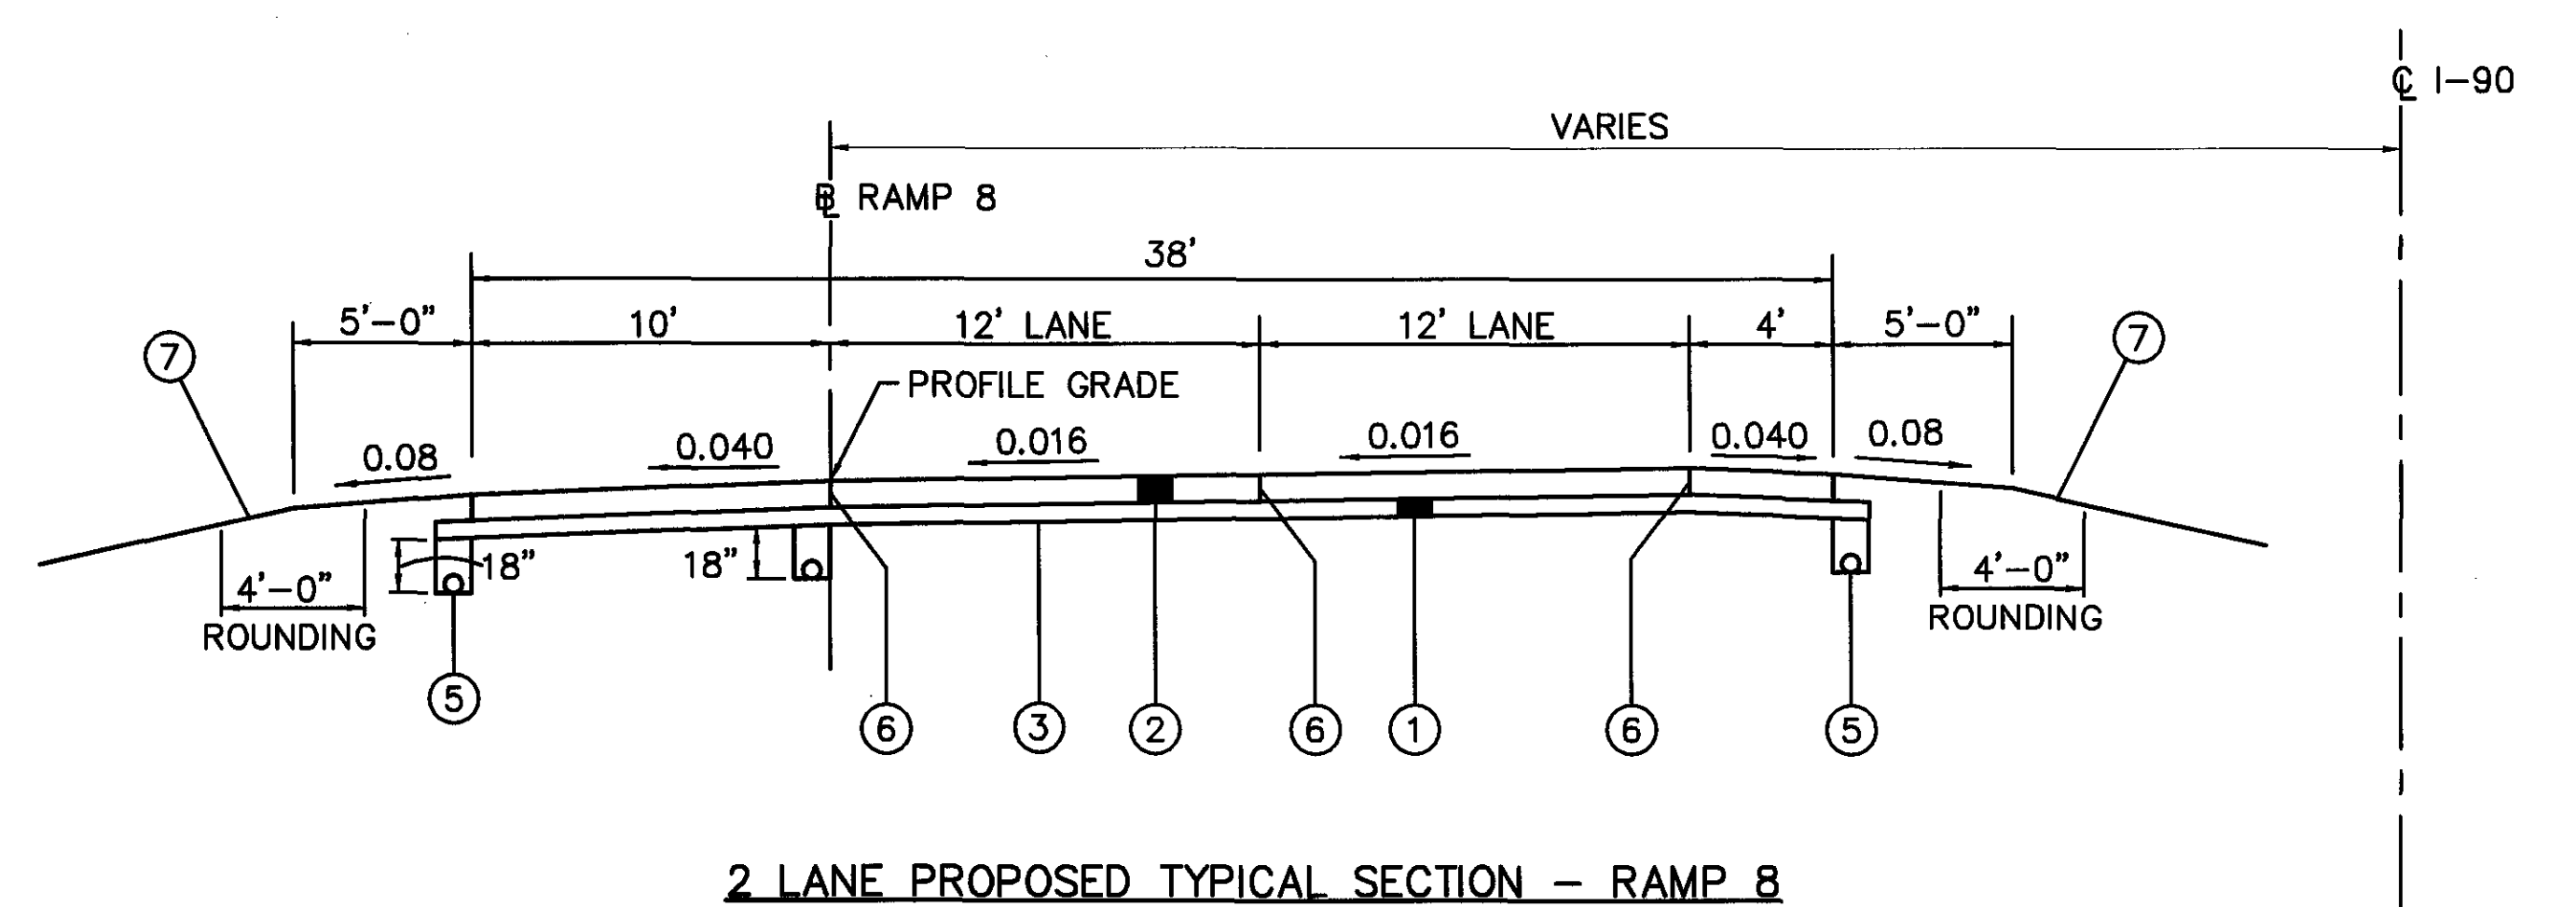 ℄ I-90
VARIES
℄ RAMP 8
38'
5'-0" 10' 12' LANE 12' LANE 4' 5'-0"
7 7
PROFILE GRADE
0.08 0.040 0.016 0.016 0.040 0.08
18" 18"
4'-0" 4'-0"
ROUNDING ROUNDING
5 6 3 2 6 1 6 5
2 LANE PROPOSED TYPICAL SECTION - RAMP 8